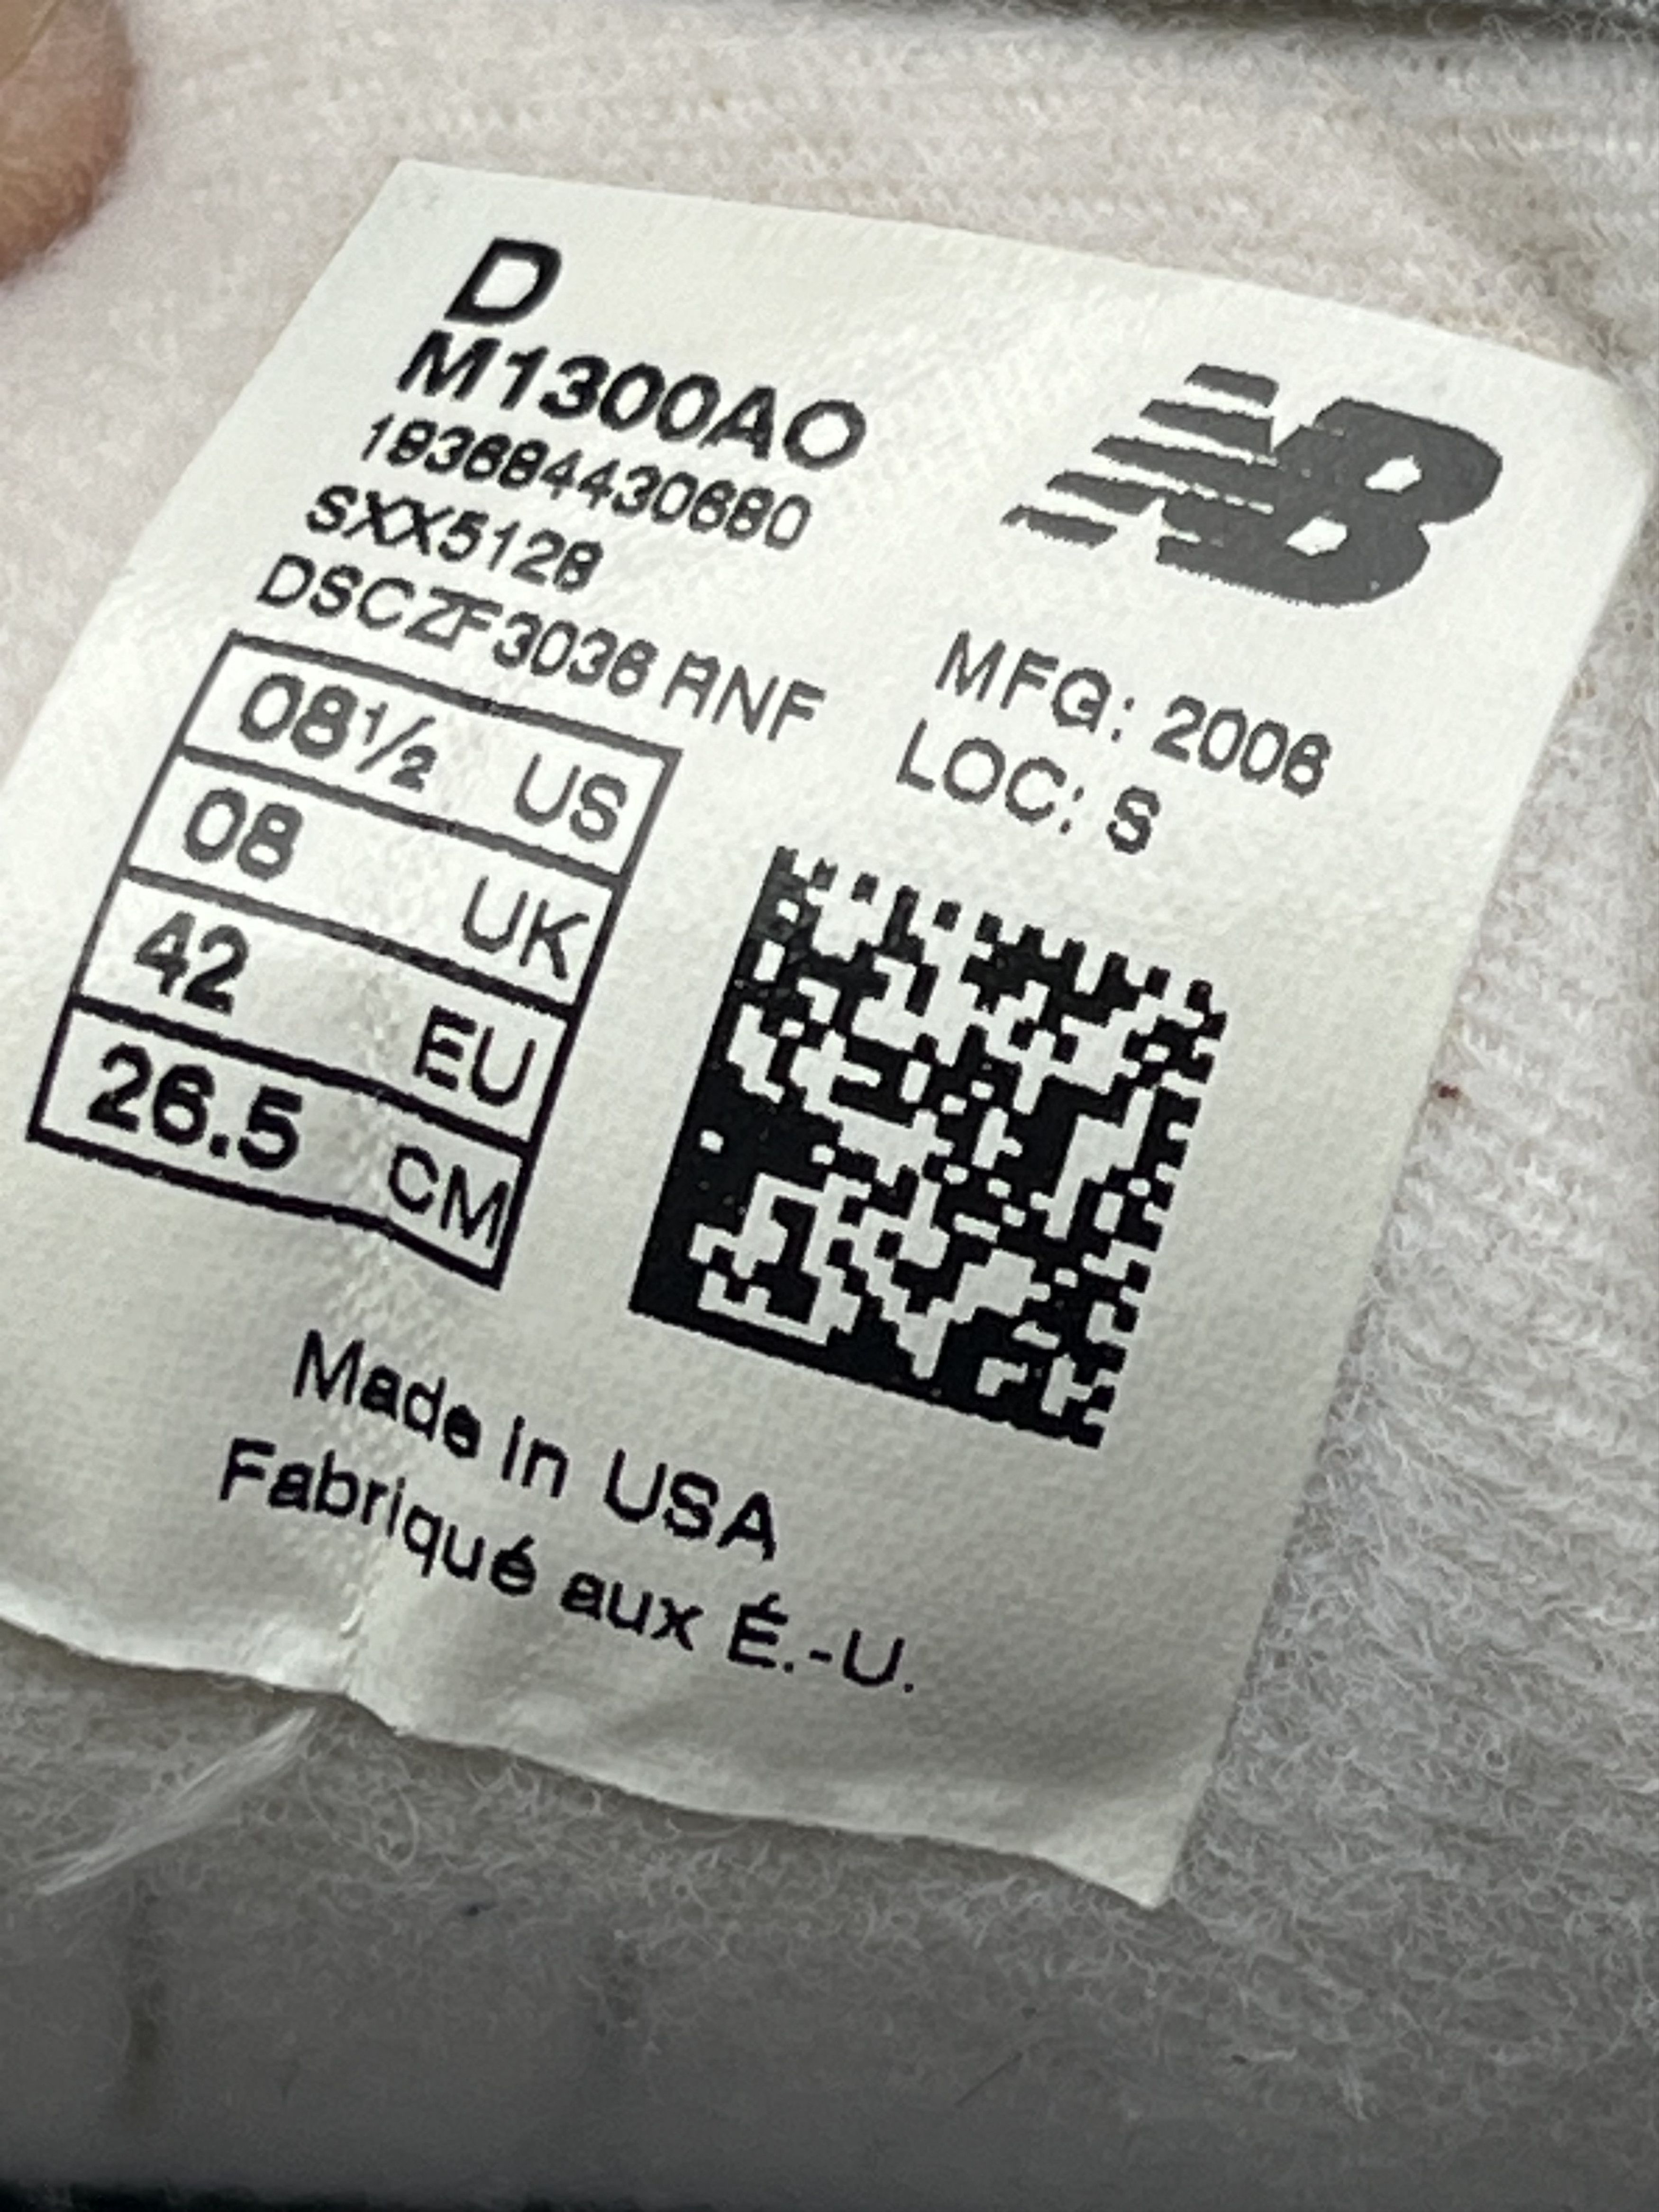 D
M1300AO
NB
193684430680
SXX5128
DSCZF3036 RNF
MFG: 2006
LOC: S
08½ US
08 UK
42 EU
26.5 CM
Made in USA
Fabriqué aux É.-U.